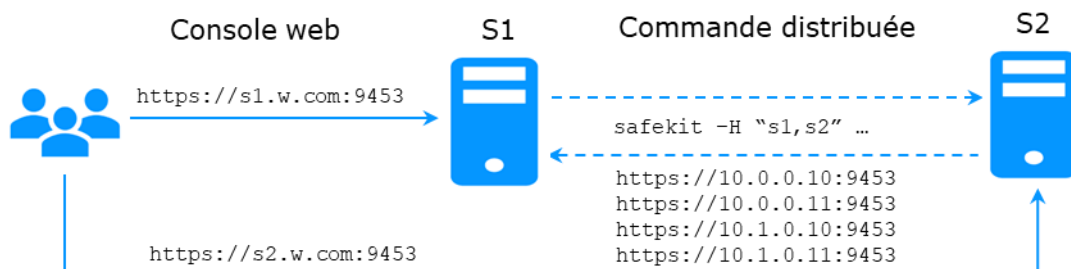 Console web
S1
Commande distribuée
S2
https://s1.w.com:9453
safekit –H “s1,s2” …
https://10.0.0.10:9453
https://10.0.0.11:9453
https://10.1.0.10:9453
https://10.1.0.11:9453
https://s2.w.com:9453